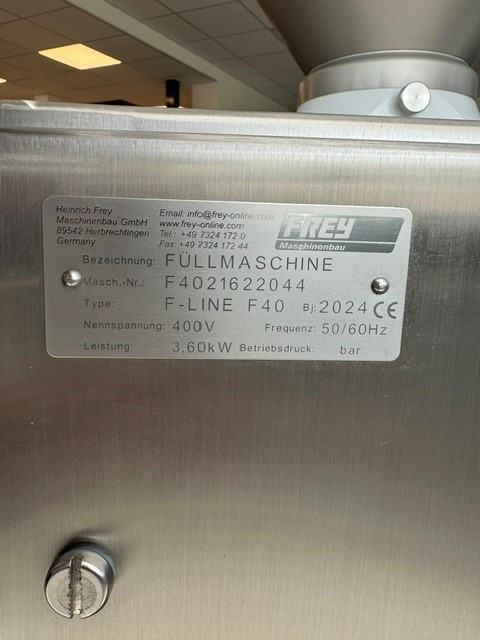 Heinrich Frey
Maschinenbau GmbH
89542 Herbrechtingen
Germany
Email: info@frey-online.com
www.frey-online.com
Tel.: +49 7324 172 0
Fax: +49 7324 172 44
FREY
Maschinenbau
Bezeichnung: FÜLLMASCHINE
Masch.-Nr.: F4021622044
Type: F-LINE F40 Bj: 2024 CE
Nennspannung: 400V Frequenz: 50/60Hz
Leistung: 3,60kW Betriebsdruck: bar